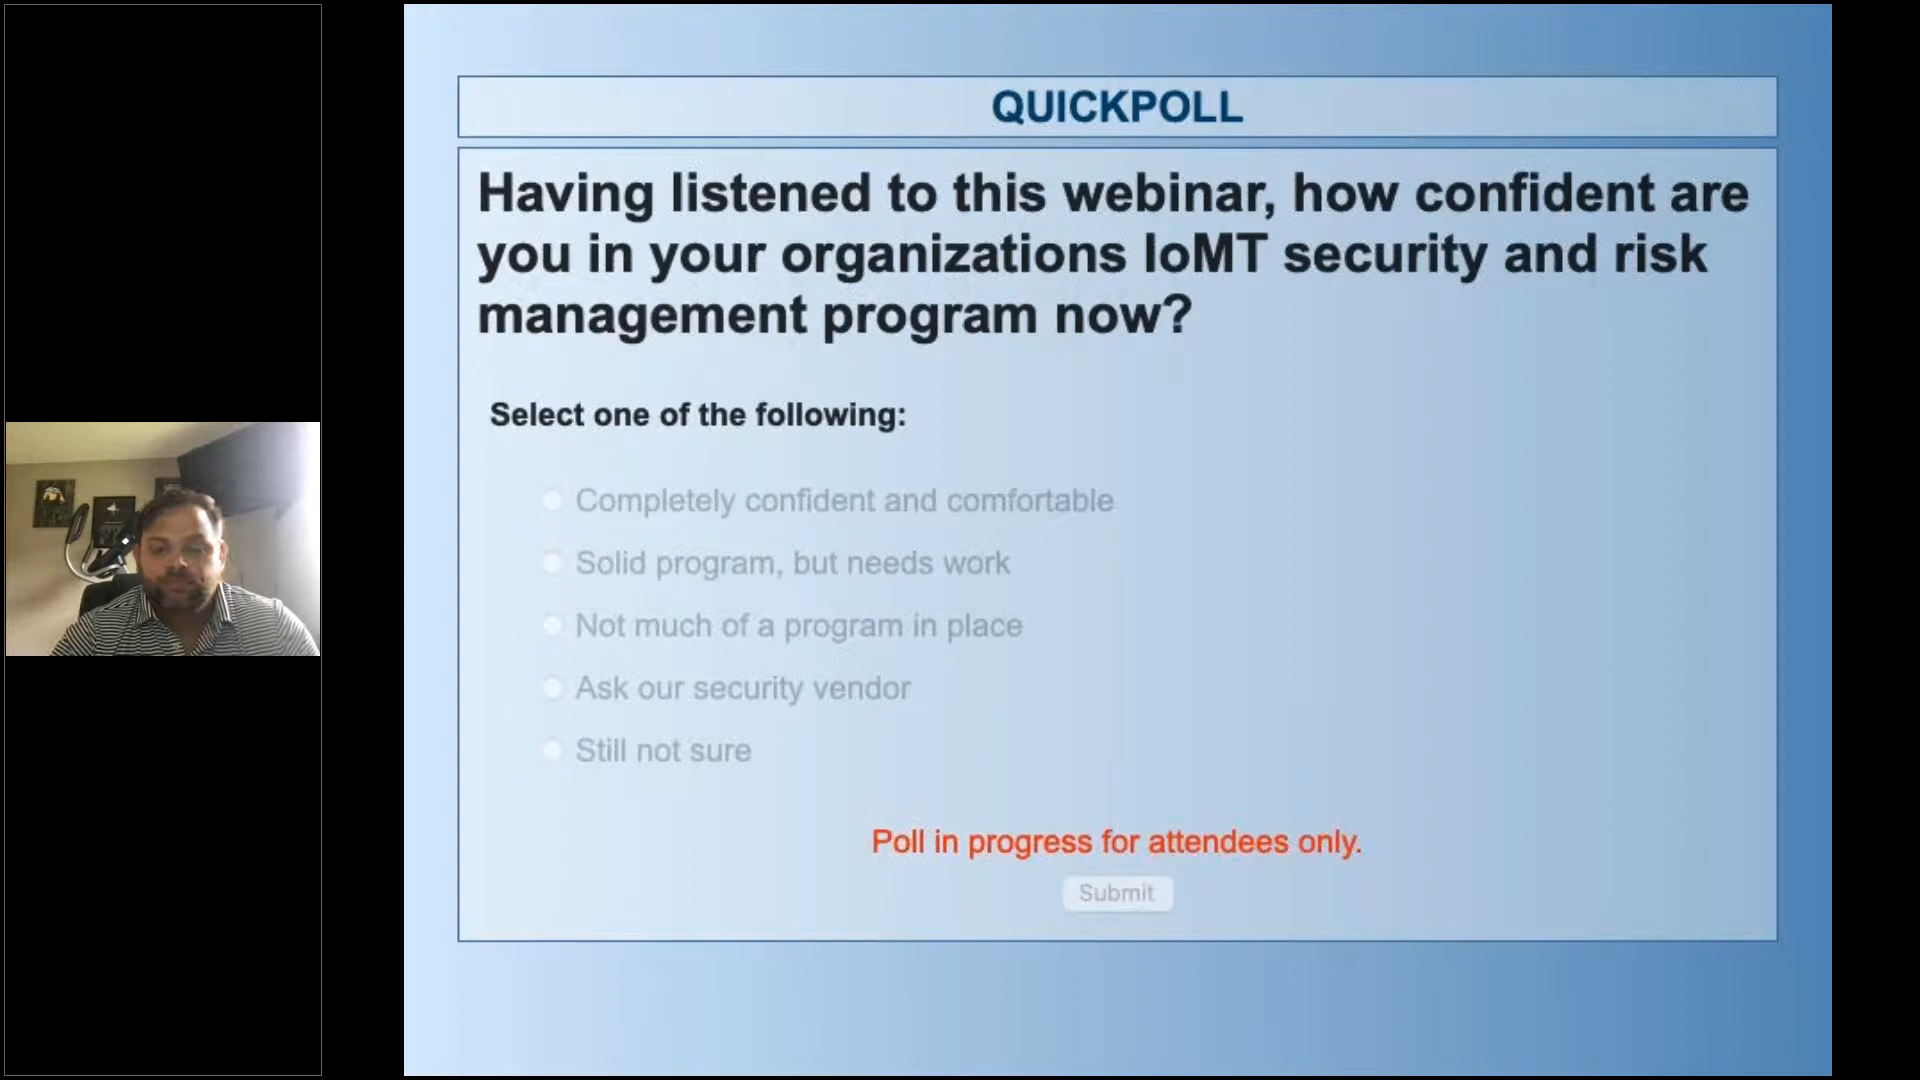 QUICKPOLL
Having listened to this webinar, how confident are
you in your organizations IoMT security and risk
management program now?
Select one of the following:
Completely confident and comfortable
Solid program, but needs work
Not much of a program in place
Ask our security vendor
Still not sure
Poll in progress for attendees only.
Submit